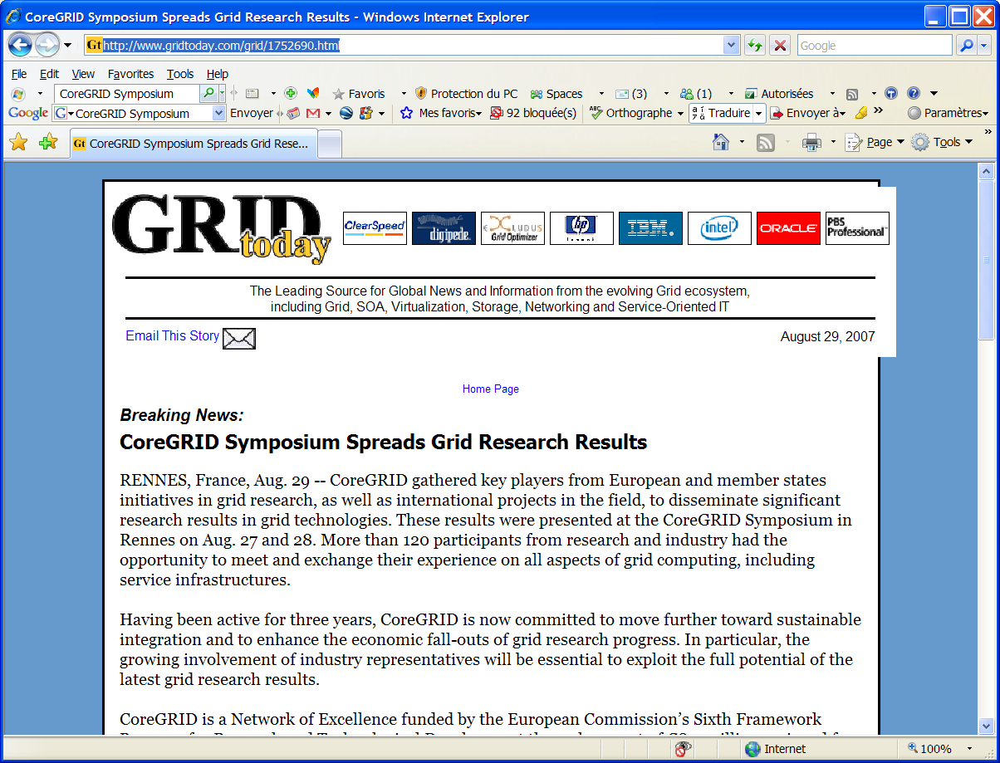 CoreGRID Symposium Spreads Grid Research Results - Windows Internet Explorer
Gt http://www.gridtoday.com/grid/1752690.html
Google
File Edit View Favorites Tools Help
CoreGRID Symposium Favoris Protection du PC Spaces (3) (1) Autorisées
Google G CoreGRID Symposium Envoyer Mes favoris 92 bloquée(s) Orthographe Traduire Envoyer à Paramètres
Gt CoreGRID Symposium Spreads Grid Rese... Page Tools
GRID today
ClearSpeed
digipede.
eXludus Grid Optimizer
hp invent
IBM.
intel
ORACLE
PBS Professional
The Leading Source for Global News and Information from the evolving Grid ecosystem,
including Grid, SOA, Virtualization, Storage, Networking and Service-Oriented IT
Email This Story August 29, 2007
Home Page
Breaking News:
CoreGRID Symposium Spreads Grid Research Results
RENNES, France, Aug. 29 -- CoreGRID gathered key players from European and member states
initiatives in grid research, as well as international projects in the field, to disseminate significant
research results in grid technologies. These results were presented at the CoreGRID Symposium in
Rennes on Aug. 27 and 28. More than 120 participants from research and industry had the
opportunity to meet and exchange their experience on all aspects of grid computing, including
service infrastructures.
Having been active for three years, CoreGRID is now committed to move further toward sustainable
integration and to enhance the economic fall-outs of grid research progress. In particular, the
growing involvement of industry representatives will be essential to exploit the full potential of the
latest grid research results.
CoreGRID is a Network of Excellence funded by the European Commission’s Sixth Framework
Internet 100%